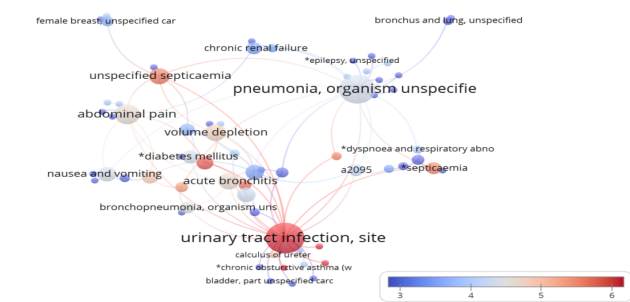 female breast, unspecified car
bronchus and lung, unspecified
chronic renal failure
*epilepsy, unspecified
unspecified septicaemia
pneumonia, organism unspecifie
abdominal pain
volume depletion
*dyspnoea and respiratory abno
*diabetes mellitus
nausea and vomiting
a2095
*septicaemia
acute bronchitis
bronchopneumonia, organism uns
urinary tract infection, site
calculus of ureter
*chronic obstuctive asthma (w
bladder, part unspecified carc
3 4 5 6